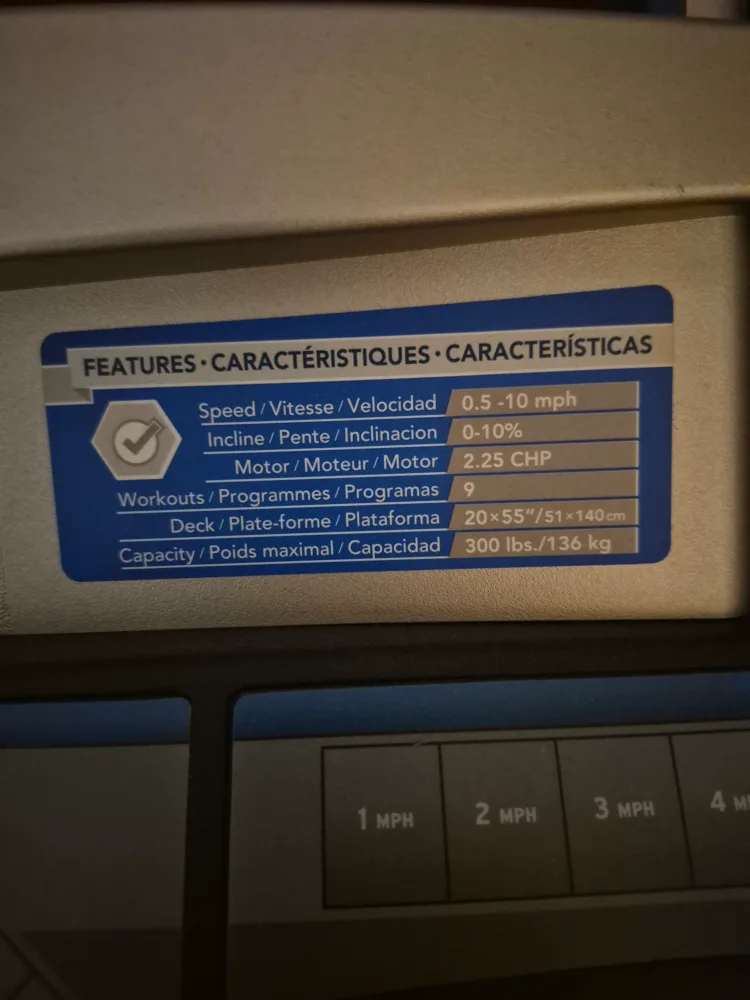 FEATURES • CARACTÉRISTIQUES • CARACTERÍSTICAS
Speed / Vitesse / Velocidad 0.5 -10 mph
Incline / Pente / Inclinacion 0-10%
Motor / Moteur / Motor 2.25 CHP
Workouts / Programmes / Programas 9
Deck / Plate-forme / Plataforma 20×55"/51×140cm
Capacity / Poids maximal / Capacidad 300 lbs./136 kg
1 MPH 2 MPH 3 MPH 4